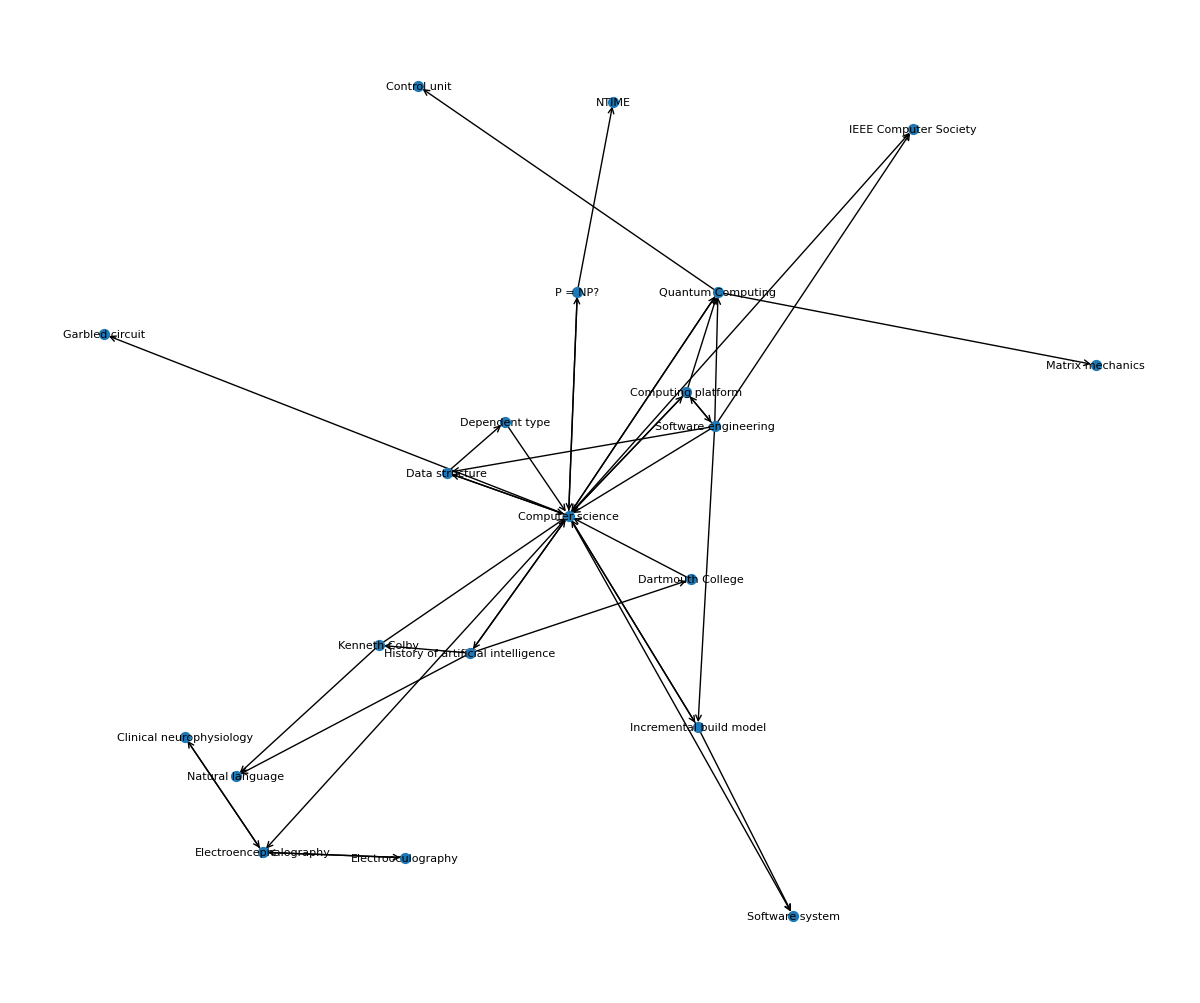 Control unit
NTIME
IEEE Computer Society
P = NP?
Quantum Computing
Garbled circuit
Matrix mechanics
Computing platform
Dependent type
Software engineering
Data structure
Computer science
Dartmouth College
Kenneth Colby
History of artificial intelligence
Incremental build model
Clinical neurophysiology
Natural language
Electroencephalography
Electrooculography
Software system